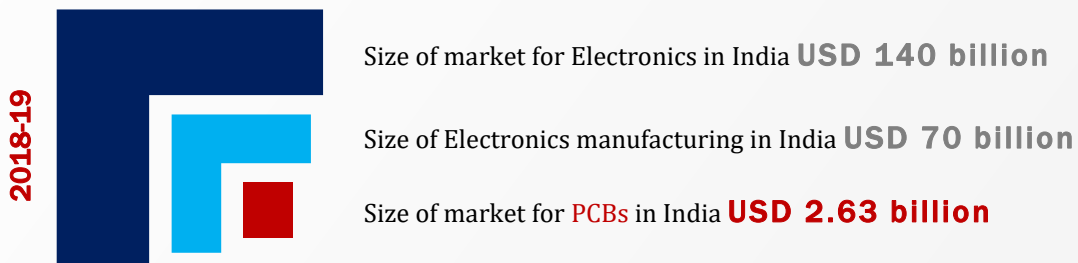 2018-19
Size of market for Electronics in India USD 140 billion
Size of Electronics manufacturing in India USD 70 billion
Size of market for PCBs in India USD 2.63 billion